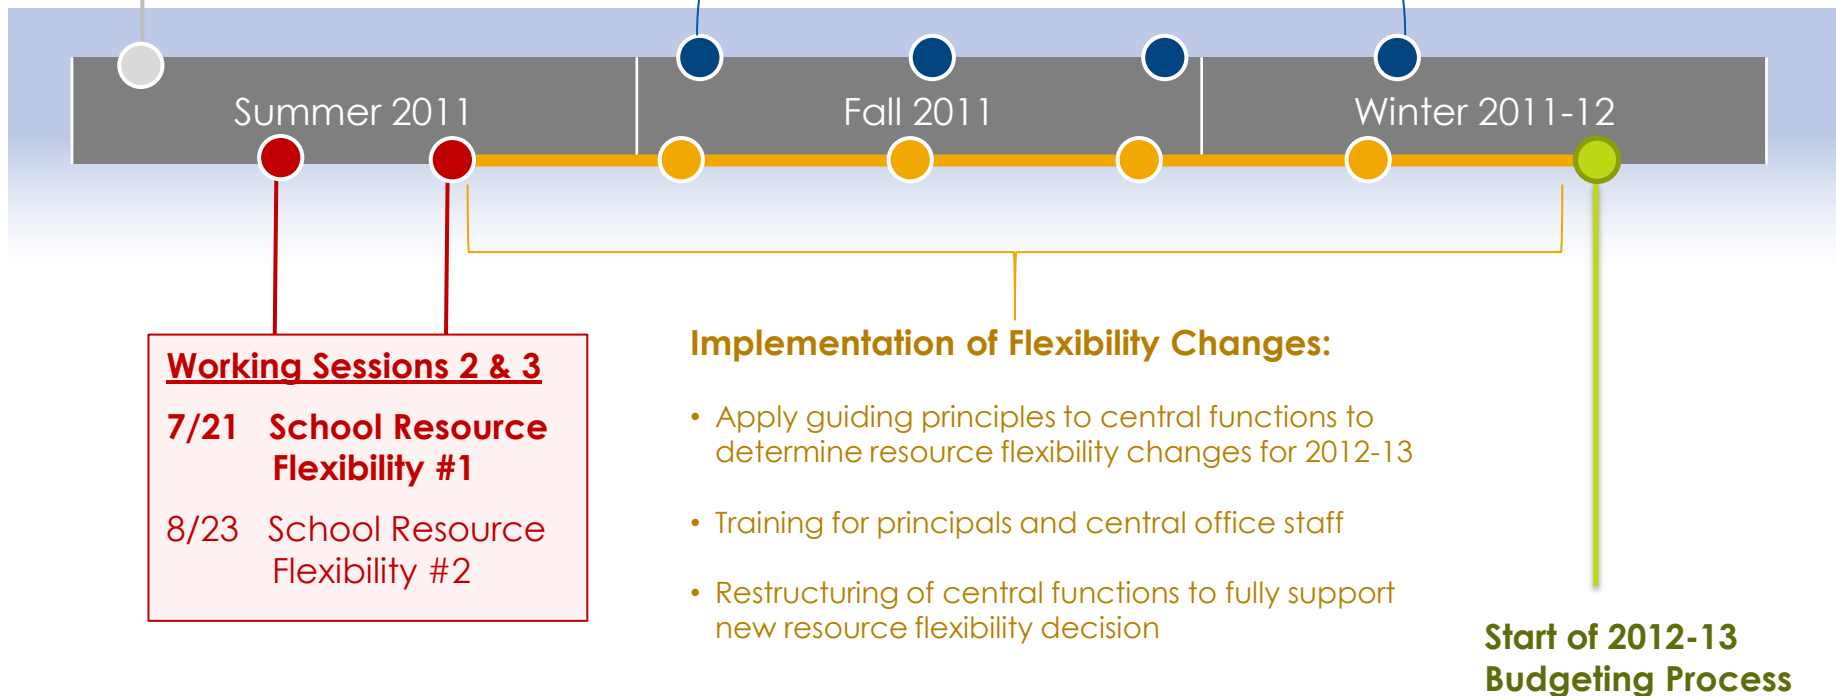 Summer 2011
Fall 2011
Winter 2011-12
Working Sessions 2 & 3
7/21 School Resource
Flexibility #1
8/23 School Resource
Flexibility #2
Implementation of Flexibility Changes:
• Apply guiding principles to central functions to
determine resource flexibility changes for 2012-13
• Training for principals and central office staff
• Restructuring of central functions to fully support
new resource flexibility decision
Start of 2012-13
Budgeting Process